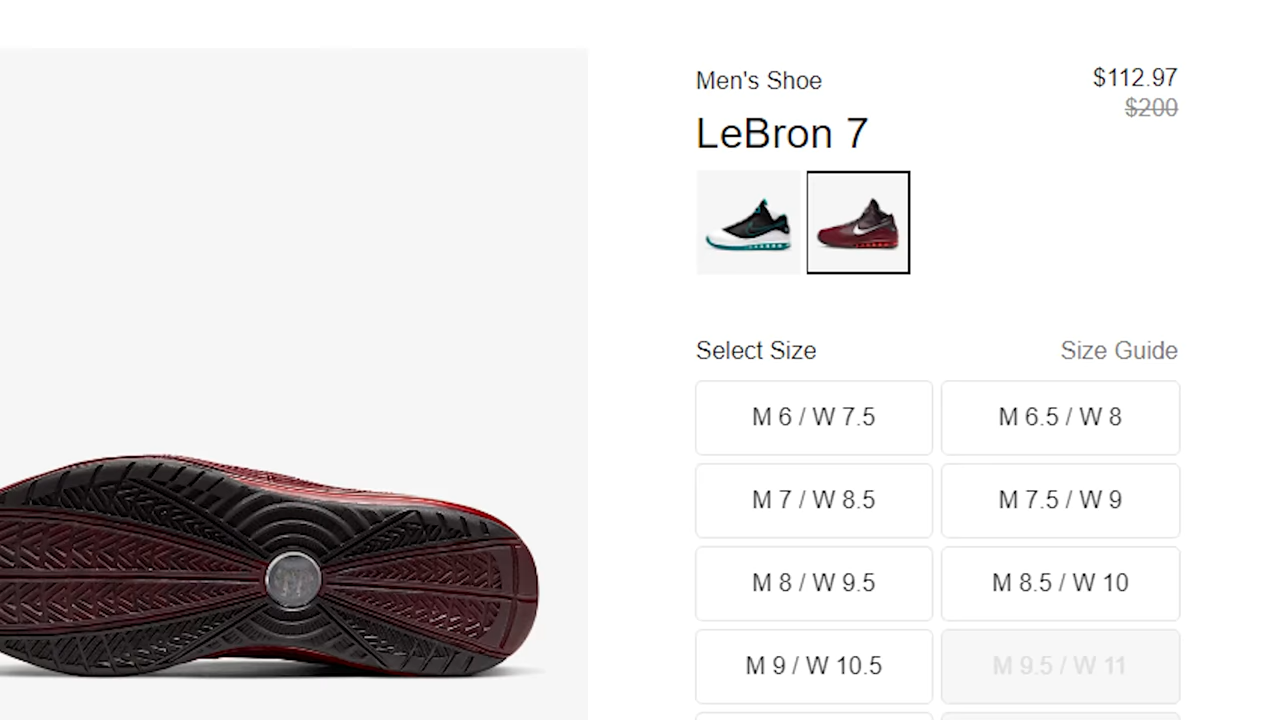 Men's Shoe
$112.97
$200
LeBron 7
Select Size
Size Guide
M 6 / W 7.5
M 6.5 / W 8
M 7 / W 8.5
M 7.5 / W 9
M 8 / W 9.5
M 8.5 / W 10
M 9 / W 10.5
M 9.5 / W 11